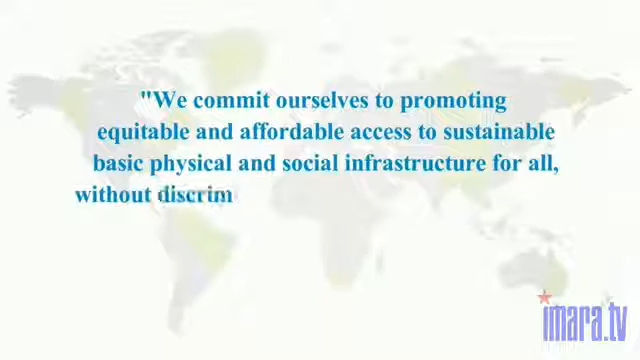 "We commit ourselves to promoting
equitable and affordable access to sustainable
basic physical and social infrastructure for all,
without discrim
imara.tv